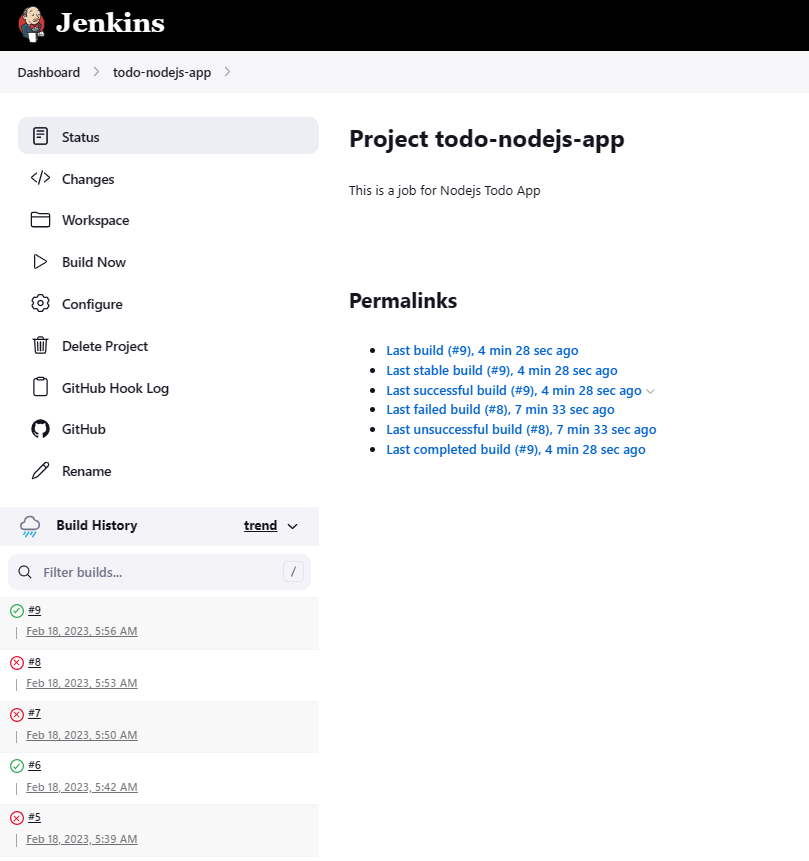 Jenkins
Dashboard
todo-nodejs-app
Status
Changes
Workspace
Build Now
Configure
Delete Project
GitHub Hook Log
GitHub
Rename
Build History
trend
Filter builds...
/
#9
Feb 18, 2023, 5:56 AM
#8
Feb 18, 2023, 5:53 AM
#7
Feb 18, 2023, 5:50 AM
#6
Feb 18, 2023, 5:42 AM
#5
Feb 18, 2023, 5:39 AM
Project todo-nodejs-app
This is a job for Nodejs Todo App
Permalinks
Last build (#9), 4 min 28 sec ago
Last stable build (#9), 4 min 28 sec ago
Last successful build (#9), 4 min 28 sec ago
Last failed build (#8), 7 min 33 sec ago
Last unsuccessful build (#8), 7 min 33 sec ago
Last completed build (#9), 4 min 28 sec ago